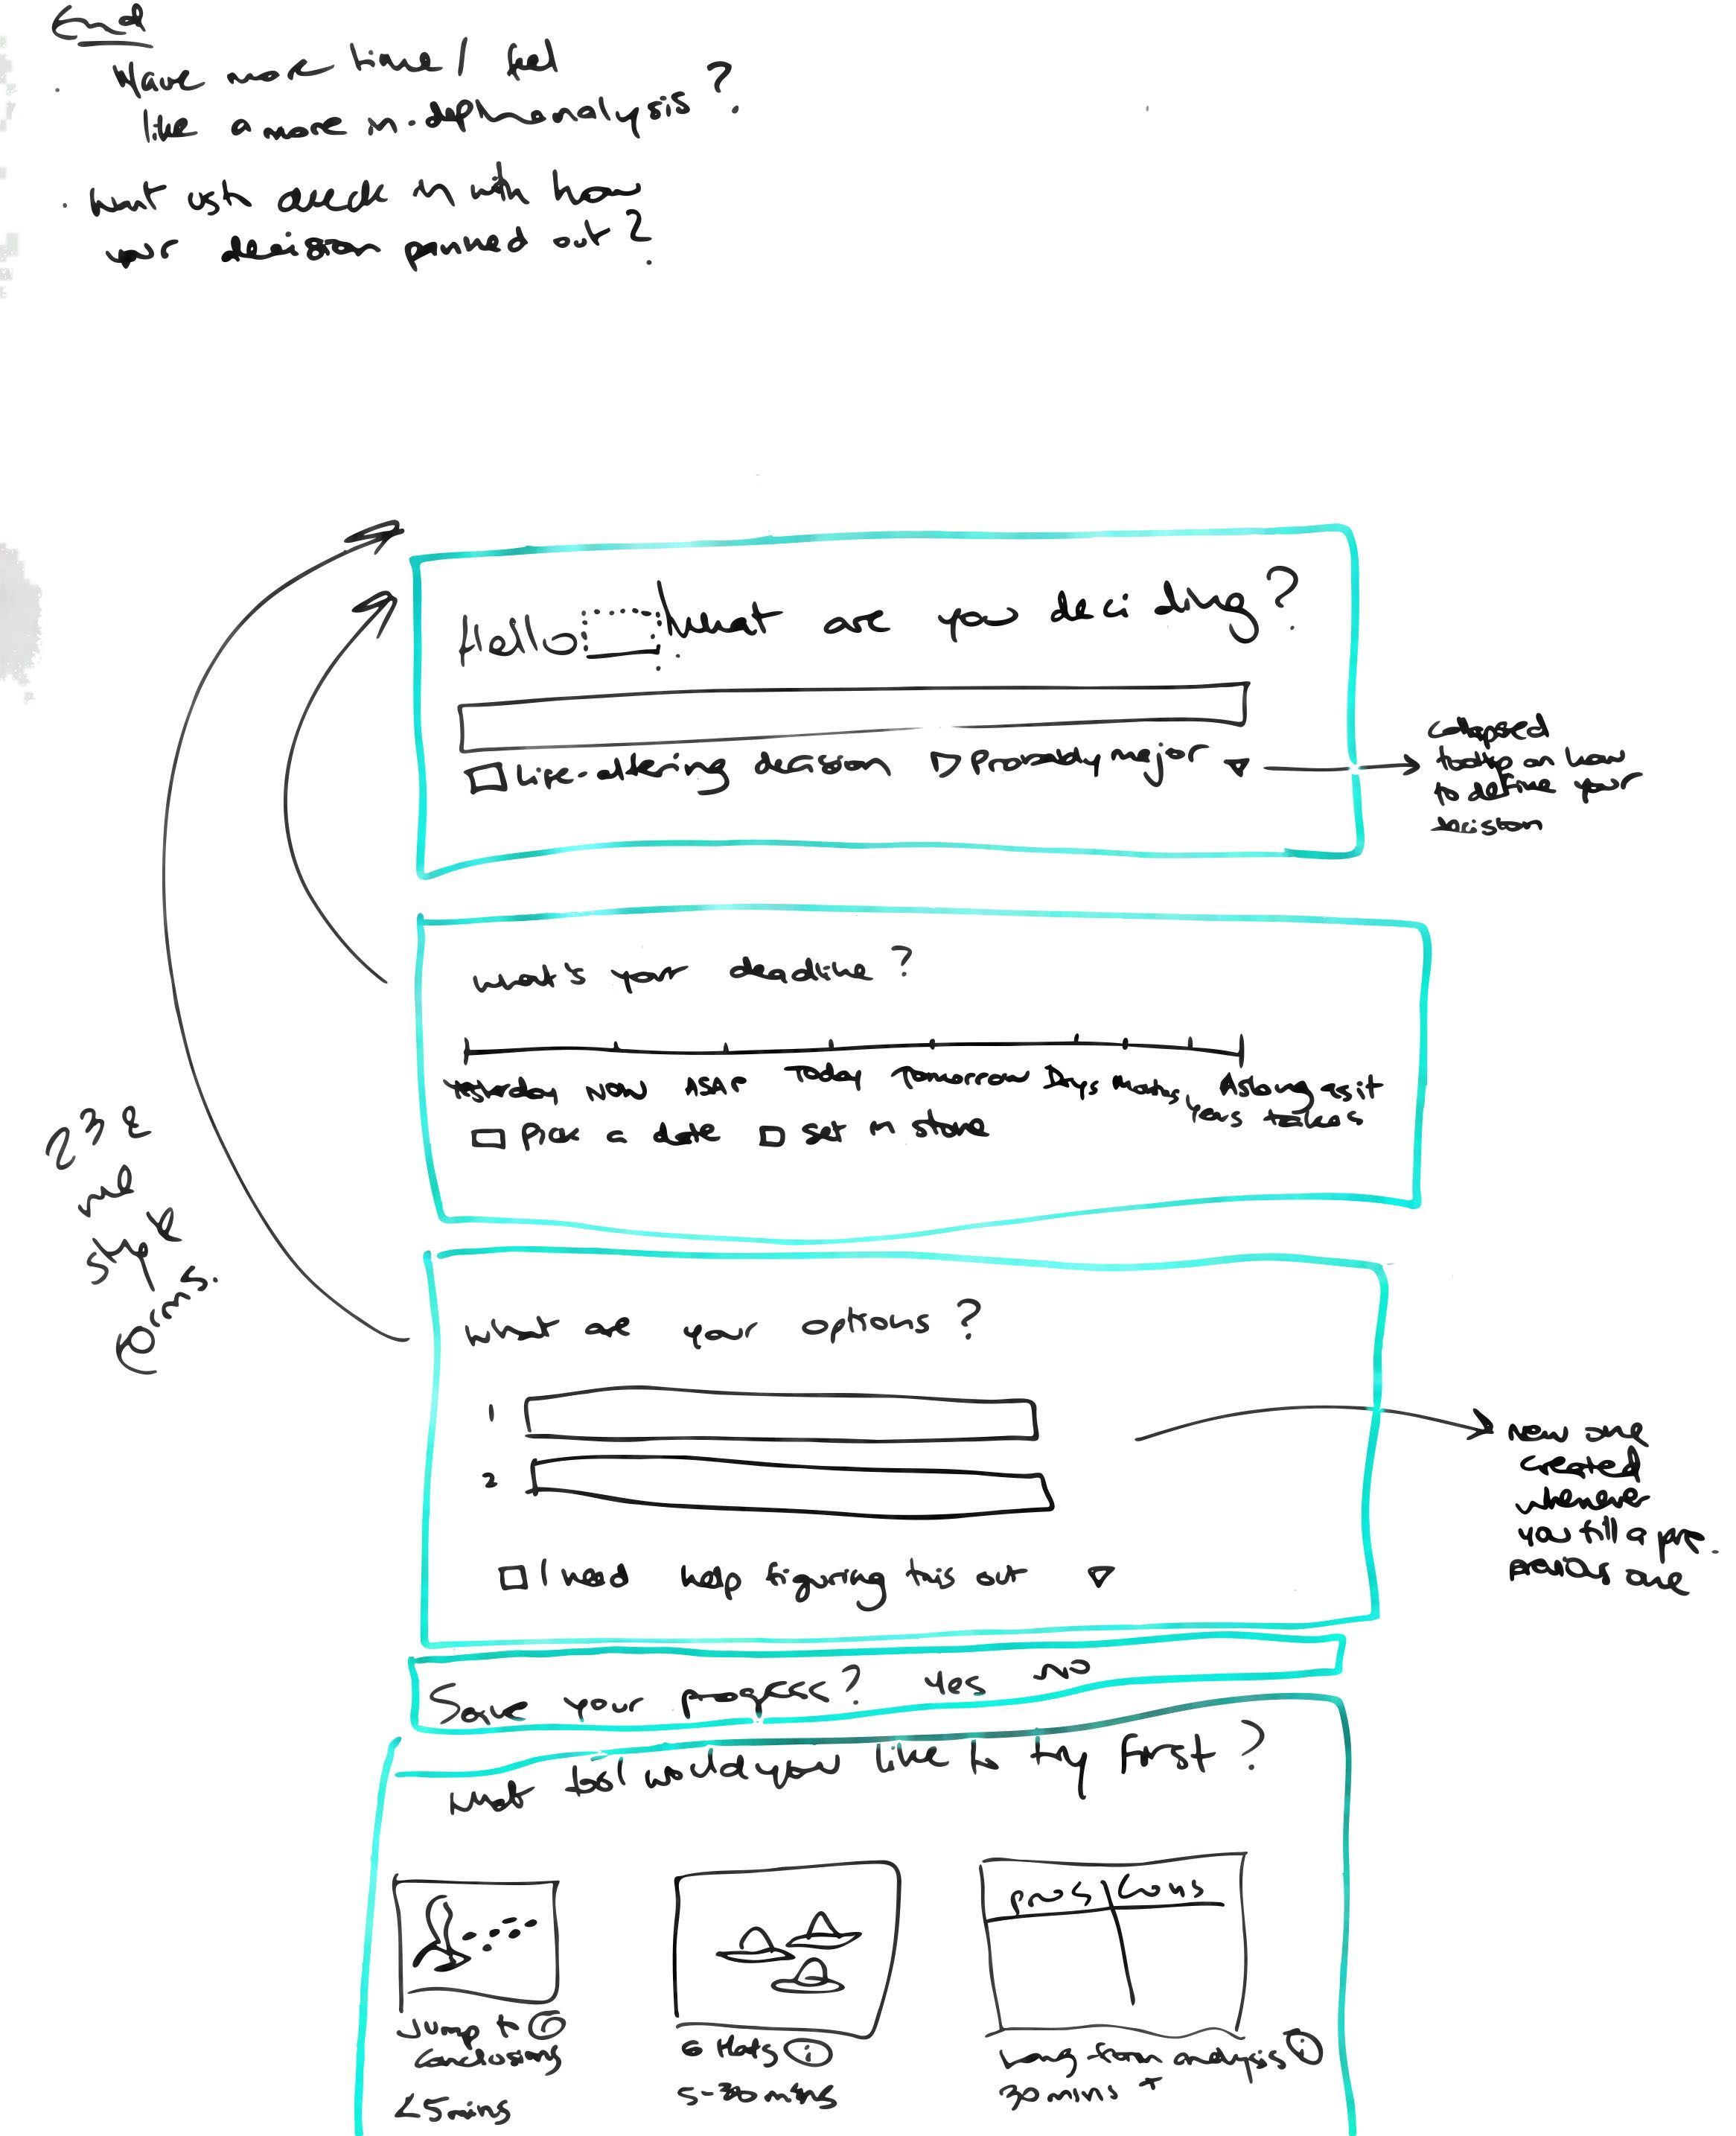 End
· Have more time / feel
like a more in-depth analysis?
· Want us to check in with how
your decision panned out?
Hello . What are you deciding?
Life-altering decision Probably major
Collapsed
tooltip on how
to define your
decision
What's your deadline?
Yesterday Now ASAP Today Tomorrow Days Months Years As long as it takes
Pick a date Set in stone
23 &
me
style
forms.
What are your options?
1
2
New one
created
whenever
you fill a pre.
previous one
I need help figuring this out
Save your progress? Yes No
What tool would you like to try first?
pros / cons
Jump to i
conclusions
<5 mins
6 Hats i
5-30 mins
Long-form analysis i
30 mins +